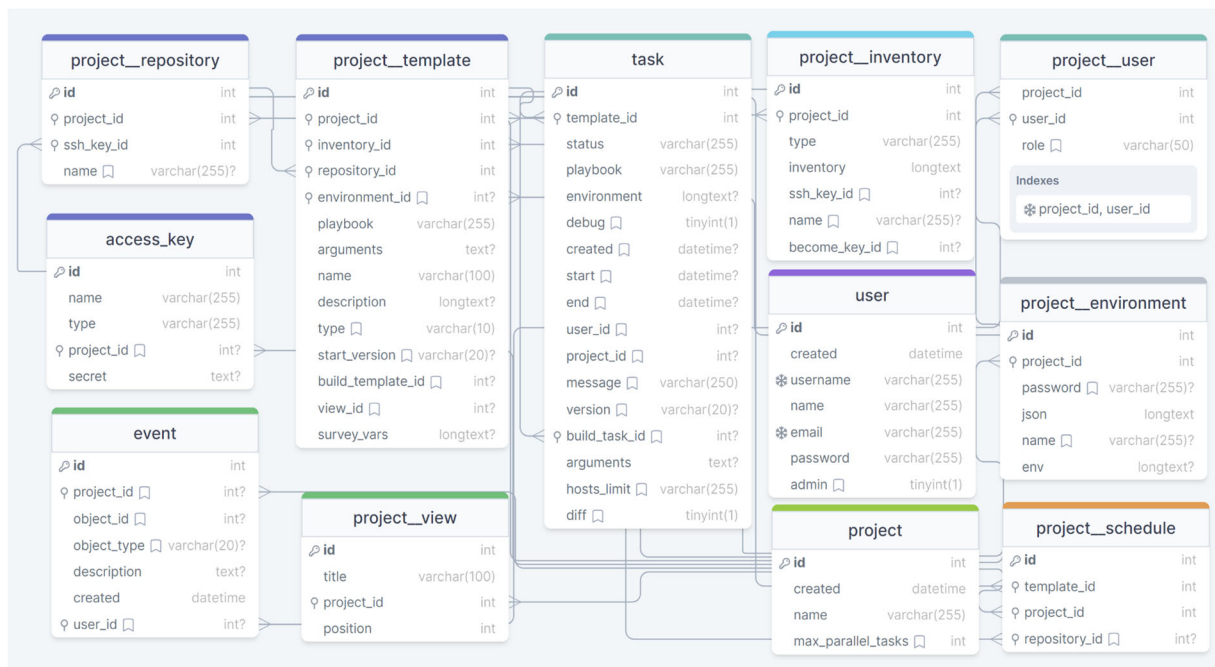 project__repository
id int
project_id int
ssh_key_id int
name varchar(255)?
access_key
id int
name varchar(255)
type varchar(255)
project_id int?
secret text?
event
id int
project_id int?
object_id int?
object_type varchar(20)?
description text?
created datetime
user_id int?
project__template
id int
project_id int
inventory_id int
repository_id int
environment_id int?
playbook varchar(255)
arguments text?
name varchar(100)
description longtext?
type varchar(10)
start_version varchar(20)?
build_template_id int?
view_id int?
survey_vars longtext?
project__view
id int
title varchar(100)
project_id int
position int
task
id int
template_id int
status varchar(255)
playbook varchar(255)
environment longtext?
debug tinyint(1)
created datetime?
start datetime?
end datetime?
user_id int?
project_id int?
message varchar(250)
version varchar(20)?
build_task_id int?
arguments text?
hosts_limit varchar(255)
diff tinyint(1)
project__inventory
id int
project_id int
type varchar(255)
inventory longtext
ssh_key_id int?
name varchar(255)?
become_key_id int?
user
id int
created datetime
username varchar(255)
name varchar(255)
email varchar(255)
password varchar(255)
admin tinyint(1)
project
id int
created datetime
name varchar(255)
max_parallel_tasks int
project__user
project_id int
user_id int
role varchar(50)
Indexes
project_id, user_id
project__environment
id int
project_id int
password varchar(255)?
json longtext
name varchar(255)?
env longtext?
project__schedule
id int
template_id int
project_id int
repository_id int?